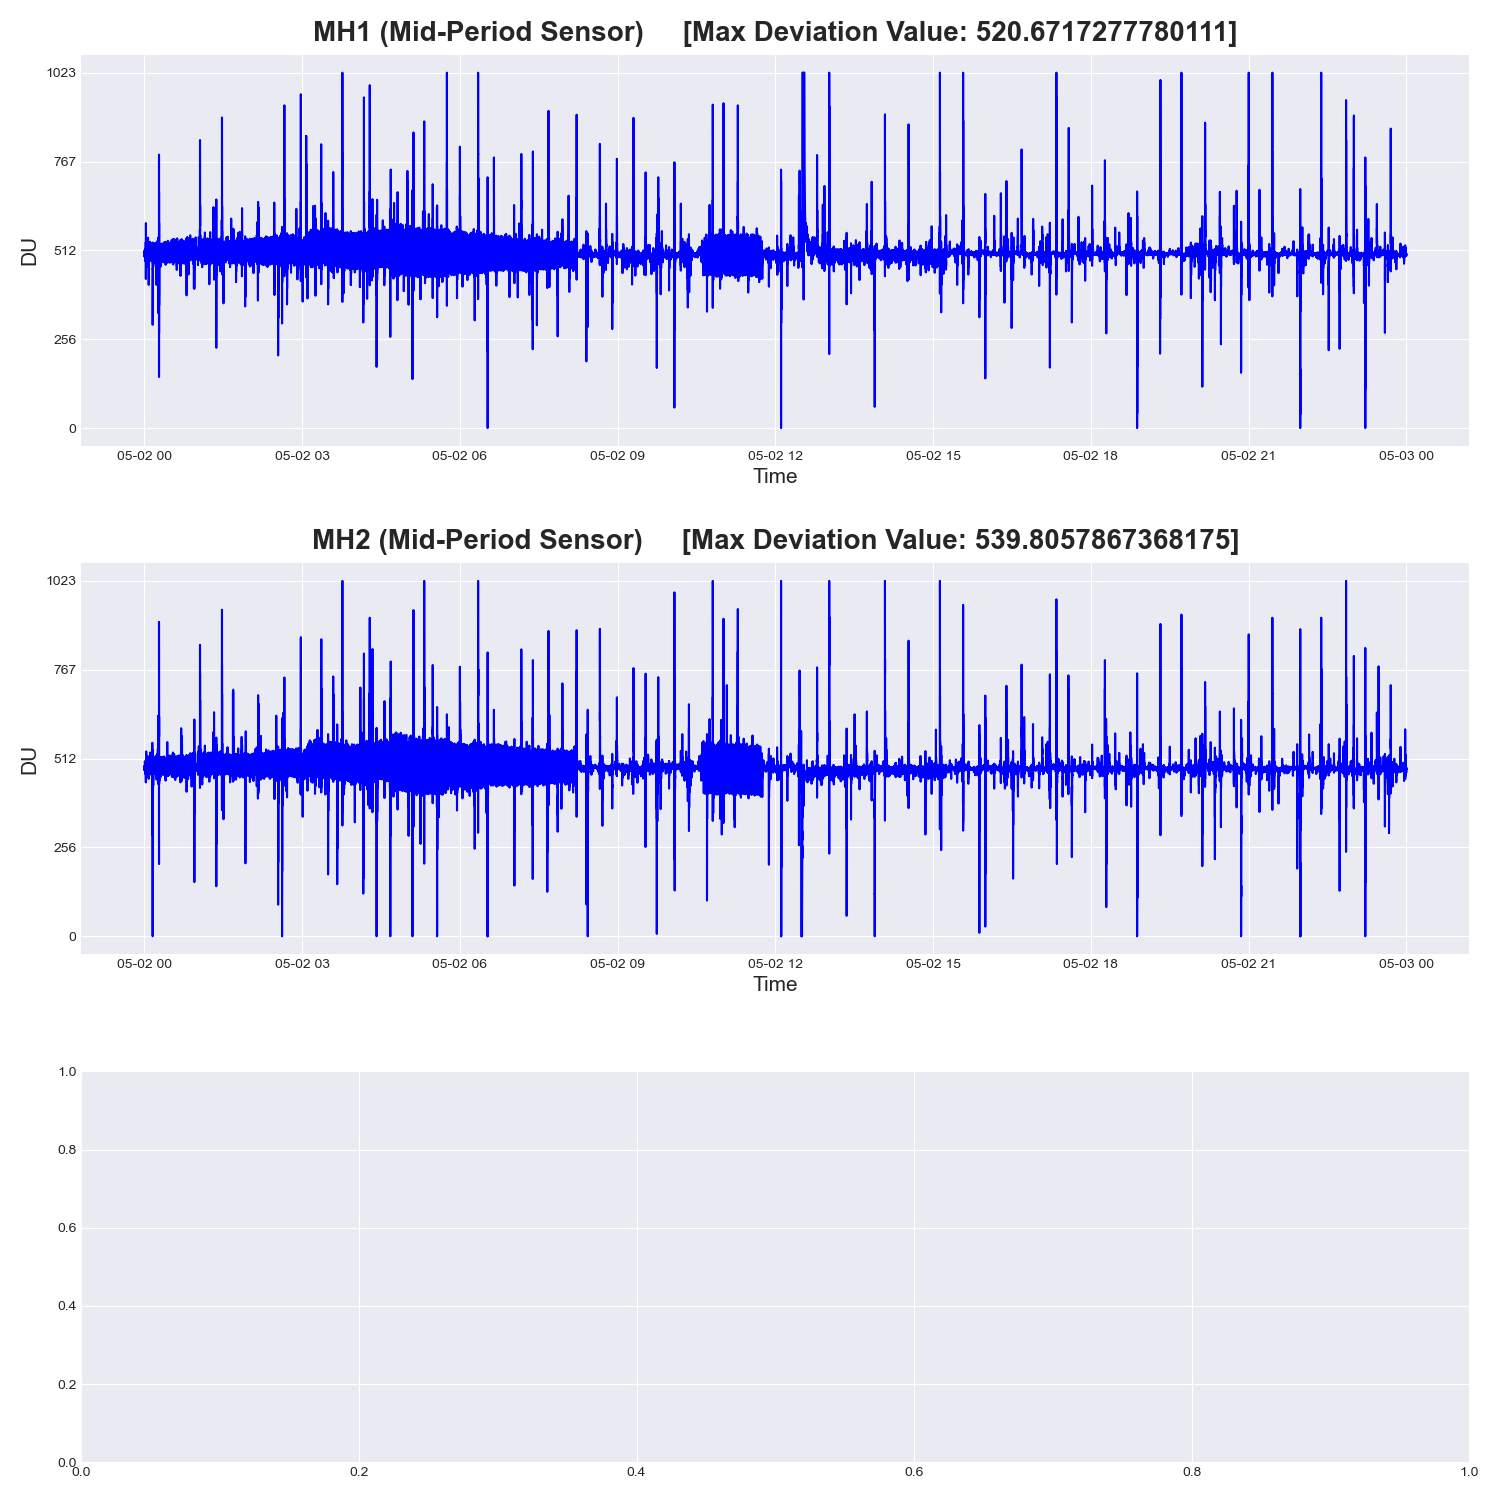 MH1 (Mid-Period Sensor) [Max Deviation Value: 520.6717277780111]
1023
767
512
256
0
DU
05-02 00 05-02 03 05-02 06 05-02 09 05-02 12 05-02 15 05-02 18 05-02 21 05-03 00
Time
MH2 (Mid-Period Sensor) [Max Deviation Value: 539.8057867368175]
1023
767
512
256
0
DU
05-02 00 05-02 03 05-02 06 05-02 09 05-02 12 05-02 15 05-02 18 05-02 21 05-03 00
Time
1.0
0.8
0.6
0.4
0.2
0.0
0.0 0.2 0.4 0.6 0.8 1.0